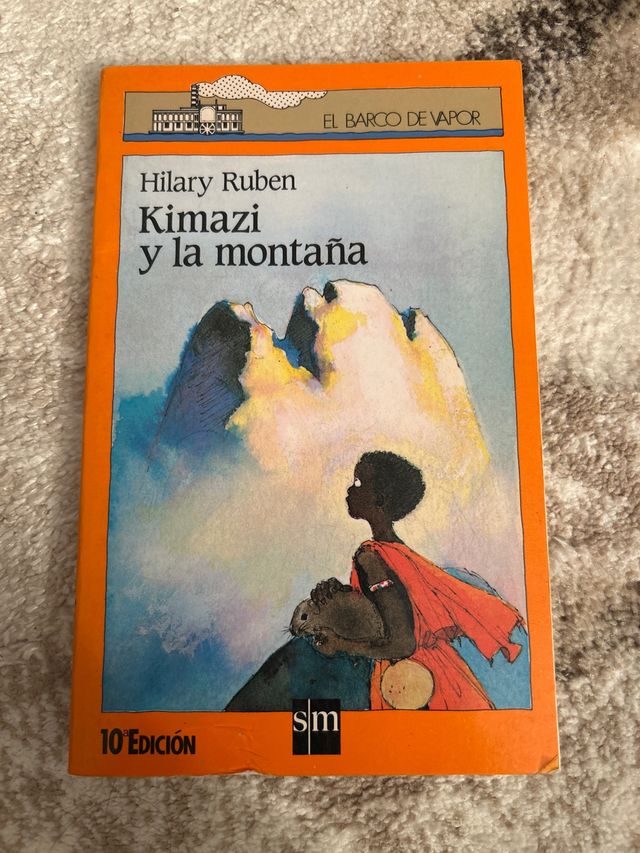 EL BARCO DE VAPOR
Hilary Ruben
Kimazi
y la montaña
sm
10ª EDICIÓN